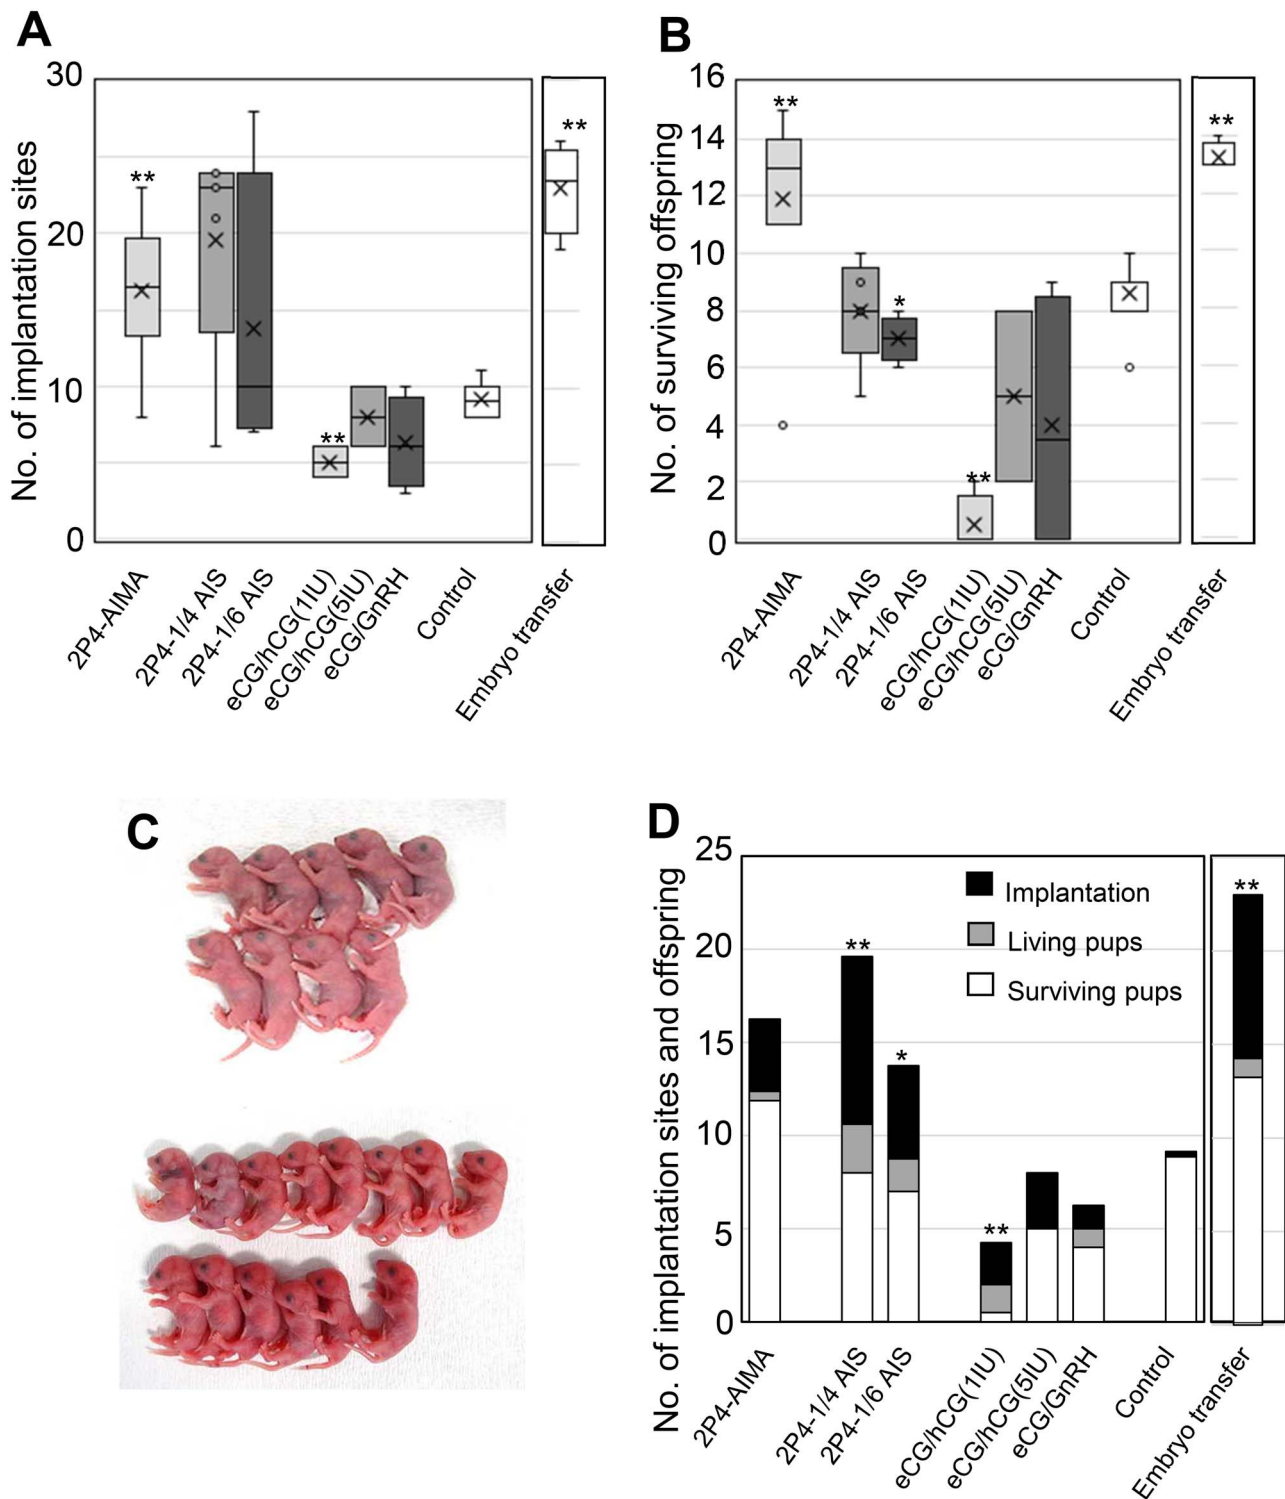 A
No. of implantation sites
30
20
10
0
**
**
**
2P4-AIMA
2P4-1/4 AIS
2P4-1/6 AIS
eCG/hCG(1IU)
eCG/hCG(5IU)
eCG/GnRH
Control
Embryo transfer
B
No. of surviving offspring
16
14
12
10
8
6
4
2
0
**
*
**
**
2P4-AIMA
2P4-1/4 AIS
2P4-1/6 AIS
eCG/hCG(1IU)
eCG/hCG(5IU)
eCG/GnRH
Control
Embryo transfer
C
D
No. of implantation sites and offspring
25
20
15
10
5
0
Implantation
Living pups
Surviving pups
**
*
**
**
2P4-AIMA
2P4-1/4 AIS
2P4-1/6 AIS
eCG/hCG(1IU)
eCG/hCG(5IU)
eCG/GnRH
Control
Embryo transfer